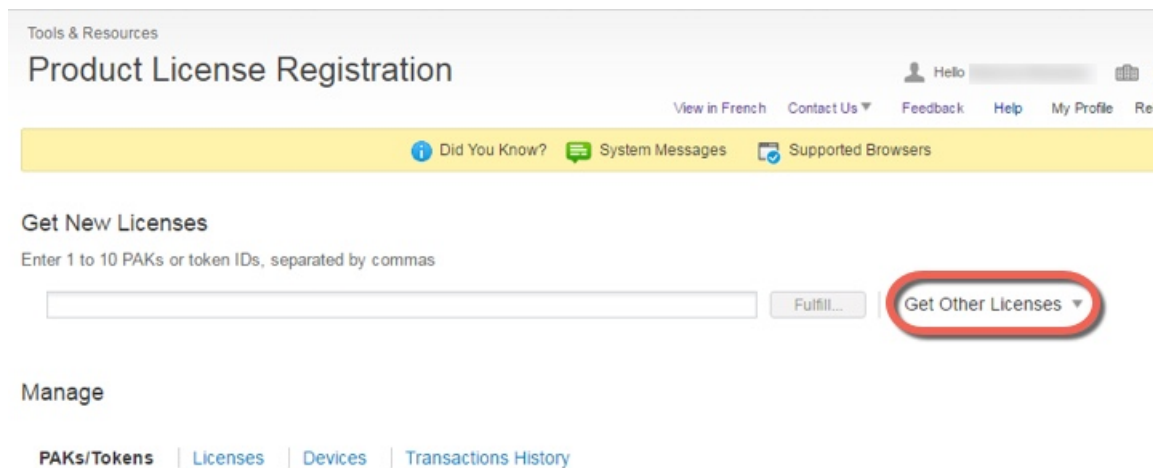 Tools & Resources
Product License Registration
Hello
View in French Contact Us Feedback Help My Profile Re
Did You Know? System Messages Supported Browsers
Get New Licenses
Enter 1 to 10 PAKs or token IDs, separated by commas
Fulfill... Get Other Licenses
Manage
PAKs/Tokens Licenses Devices Transactions History